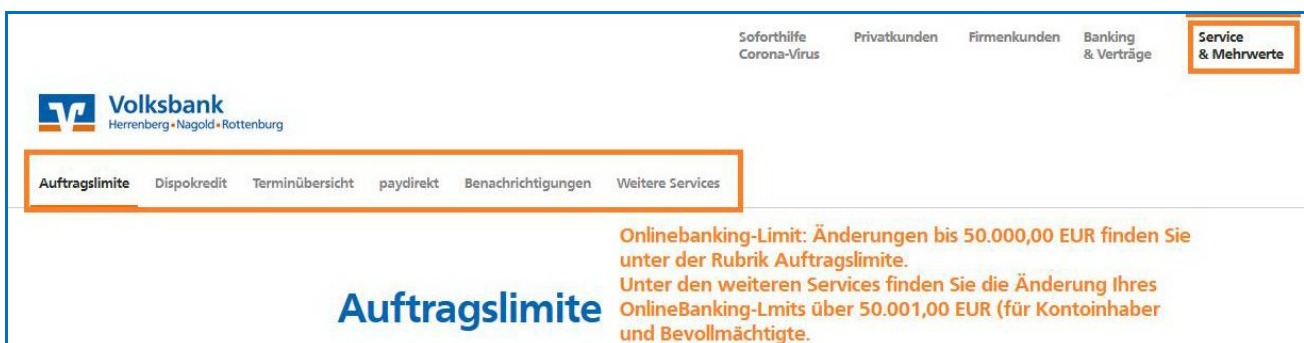 Soforthilfe Corona-Virus
Privatkunden
Firmenkunden
Banking & Verträge
Service & Mehrwerte
Volksbank
Herrenberg•Nagold•Rottenburg
Auftragslimite Dispokredit Terminübersicht paydirekt Benachrichtigungen Weitere Services
Auftragslimite
Onlinebanking-Limit: Änderungen bis 50.000,00 EUR finden Sie
unter der Rubrik Auftragslimite.
Unter den weiteren Services finden Sie die Änderung Ihres
OnlineBanking-Lmits über 50.001,00 EUR (für Kontoinhaber
und Bevollmächtigte.